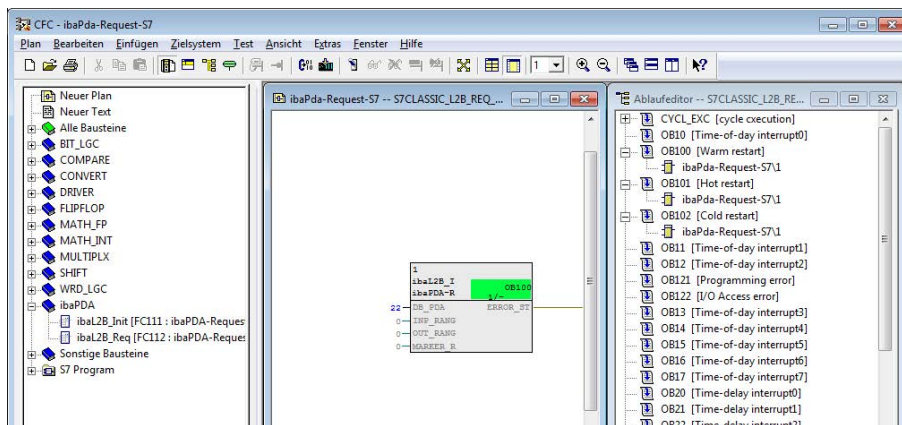 CFC - ibaPda-Request-S7
Plan Bearbeiten Einfügen Zielsystem Test Ansicht Extras Fenster Hilfe
1
Neuer Plan
Neuer Text
Alle Bausteine
BIT_LGC
COMPARE
CONVERT
DRIVER
FLIPFLOP
MATH_FP
MATH_INT
MULTIPLX
SHIFT
WRD_LGC
ibaPDA
ibaL2B_Init [FC111 : ibaPDA-Reques
ibaL2B_Req [FC112 : ibaPDA-Reques
Sonstige Bausteine
S7 Program
ibaPda-Request-S7 -- S7CLASSIC_L2B_REQ_...
1
ibaL2B_I
OB100
ibaPDA-R
1/-
22 DB_PDA ERROR_ST
0 INP_RANG
0 OUT_RANG
0 MARKER_R
Ablaufeditor -- S7CLASSIC_L2B_RE...
CYCL_EXC [cycle cxecution]
OB10 [Time-of-day interrupt0]
OB100 [Warm restart]
ibaPda-Request-S7\1
OB101 [Hot restart]
ibaPda-Request-S7\1
OB102 [Cold restart]
ibaPda-Request-S7\1
OB11 [Time-of-day interrupt1]
OB12 [Time-of-day interrupt2]
OB121 [Programming error]
OB122 [I/O Access error]
OB13 [Time-of-day interrupt3]
OB14 [Time-of-day interrupt4]
OB15 [Time-of-day interrupt5]
OB16 [Time-of-day interrupt6]
OB17 [Time-of-day interrupt7]
OB20 [Time-delay interrupt0]
OB21 [Time-delay interrupt1]
OB22 [Time-delay interrupt2]